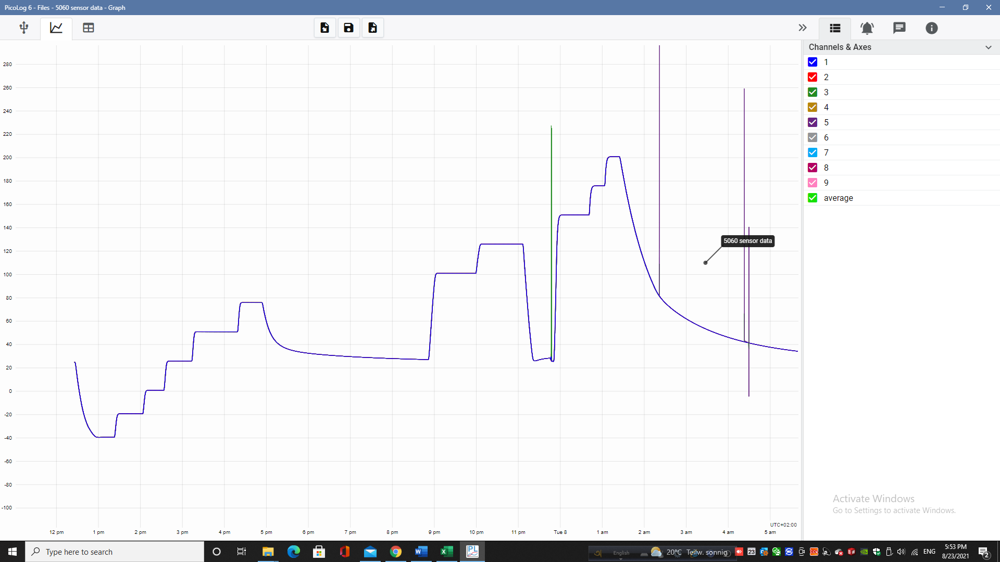 PicoLog 6 - Files - 5060 sensor data - Graph
Channels & Axes
1
2
3
4
5
6
7
8
9
average
280
260
240
220
200
180
160
140
120
100
80
60
40
20
0
-20
-40
-60
-80
-100
5060 sensor data
UTC+02:00
12 pm 1 pm 2 pm 3 pm 4 pm 5 pm 6 pm 7 pm 8 pm 9 pm 10 pm 11 pm Tue 8 1 am 2 am 3 am 4 am 5 am
Activate Windows
Go to Settings to activate Windows.
Type here to search
English
20°C Teilw. sonnig
23
ENG
5:53 PM
8/23/2021
2